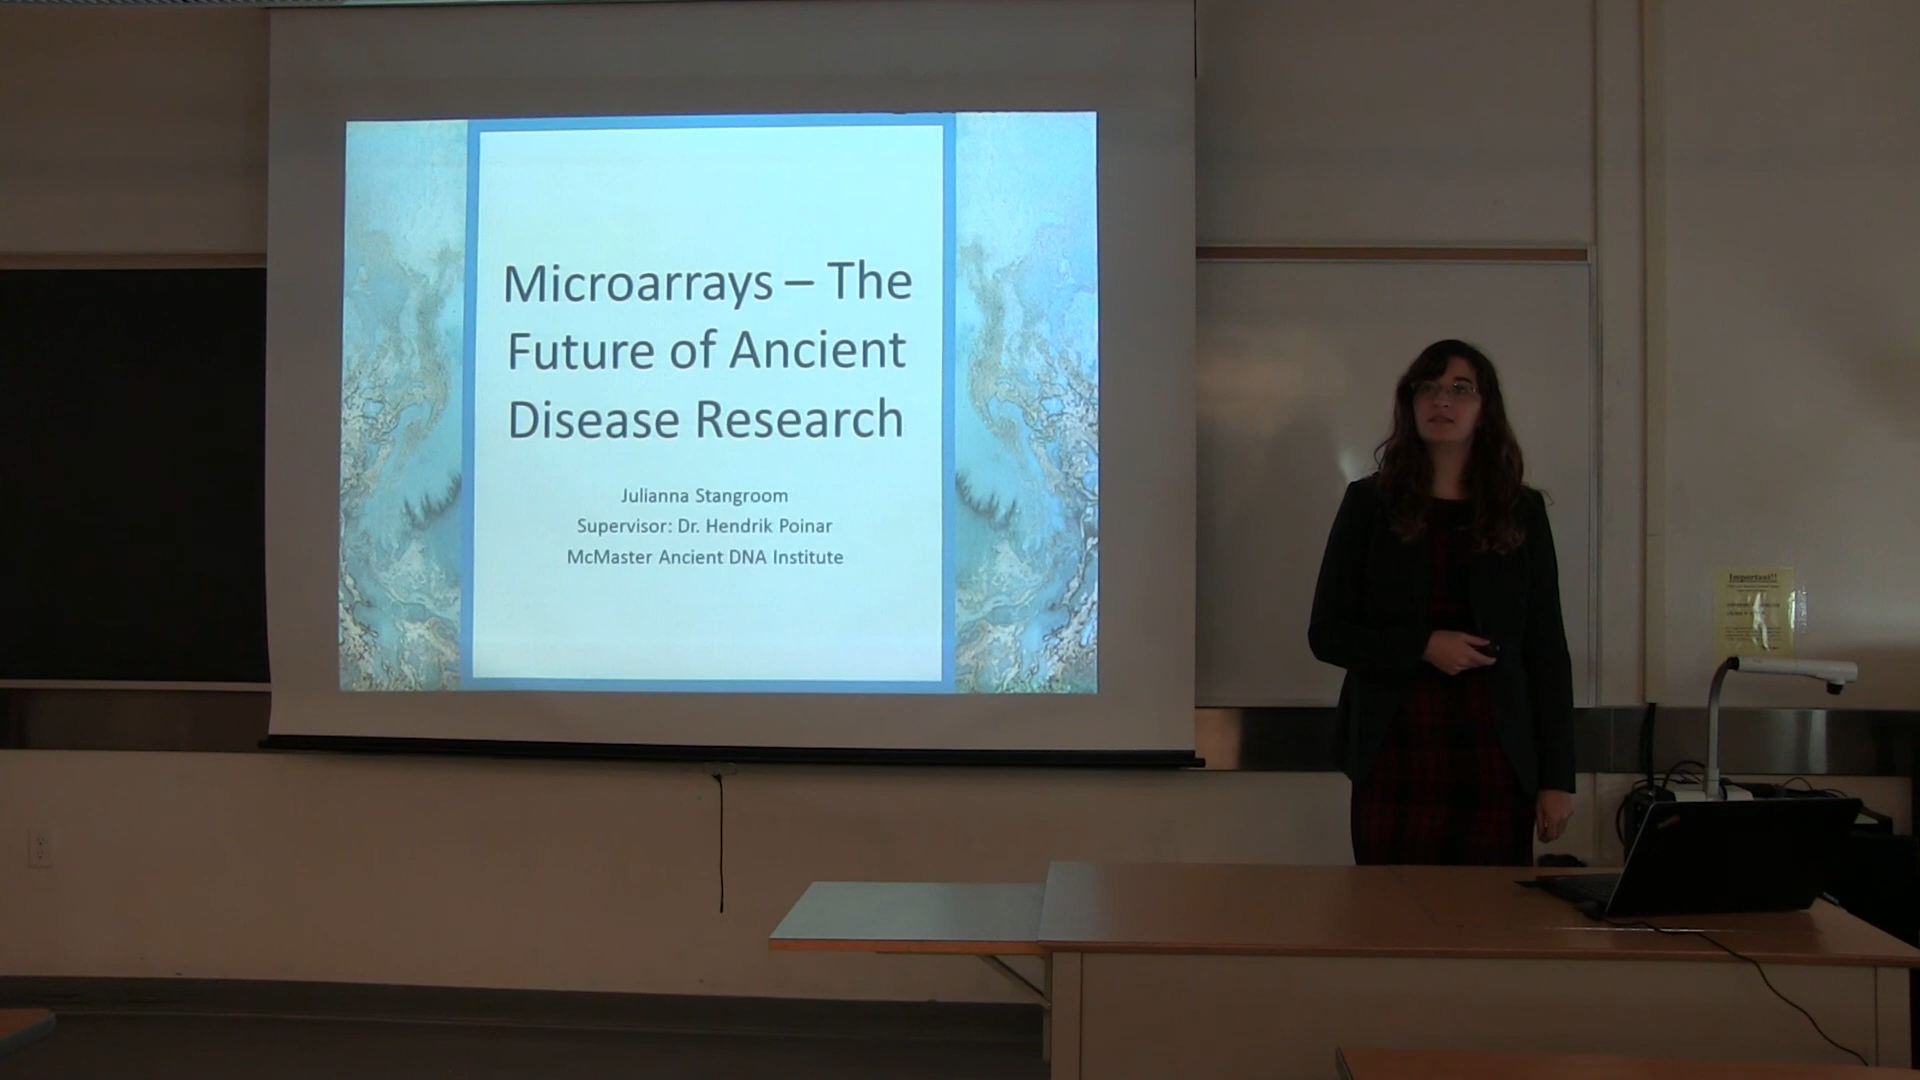 Microarrays – The
Future of Ancient
Disease Research
Julianna Stangroom
Supervisor: Dr. Hendrik Poinar
McMaster Ancient DNA Institute
Important!!